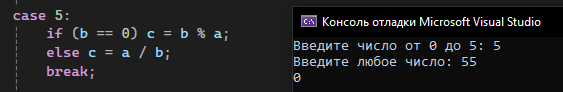 case 5:
if (b == 0) c = b % a;
else c = a / b;
break;
Консоль отладки Microsoft Visual Studio
Введите число от 0 до 5: 5
Введите любое число: 55
0